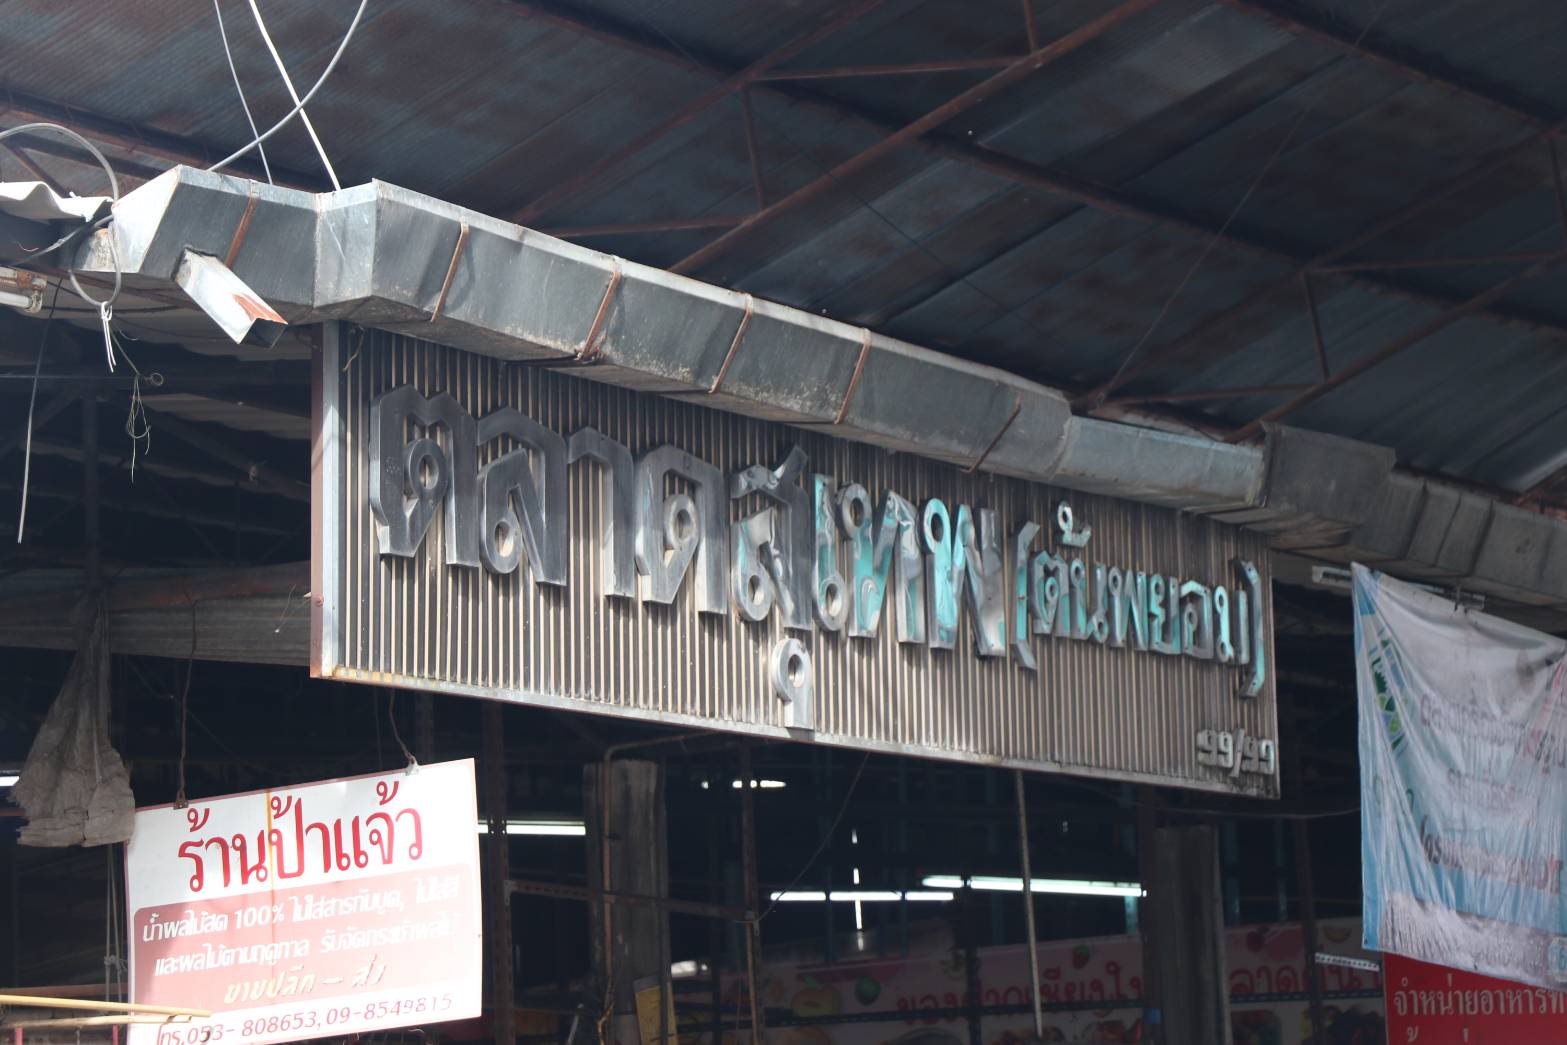 ตลาดสุเทพ (ต้นพยอม)
๑๑/๑๐
ร้านป้าแจ้ว
น้ำผลไม้สด 100% ไม่ใส่สารกันบูด, ไม่ใส่สี
และผลไม้ตามฤดูกาล รับจัดกระเช้าผลไม้
ขายปลีก - ส่ง
โทร.053-808653, 09-8549815
จำหน่ายอาหาร